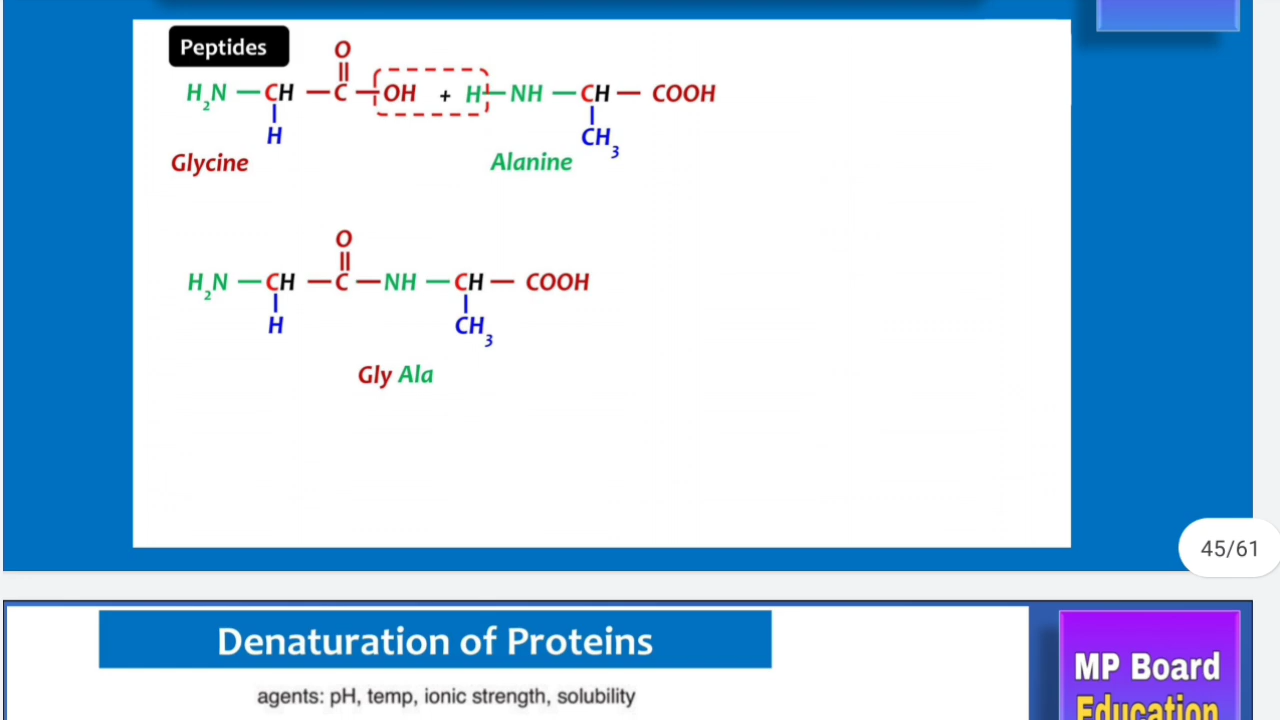 Peptides
O
H₂N — CH — C — OH + H — NH — CH — COOH
H CH₃
Glycine Alanine
O
H₂N — CH — C — NH — CH — COOH
H CH₃
Gly Ala
45/61
Denaturation of Proteins
agents: pH, temp, ionic strength, solubility
MP Board
Education